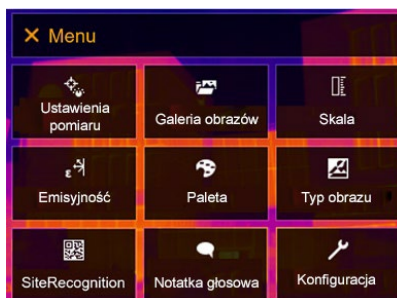 Menu
Ustawienia
pomiaru
Galeria obrazów
Skala
Emisyjność
Paleta
Typ obrazu
SiteRecognition
Notatka głosowa
Konfiguracja